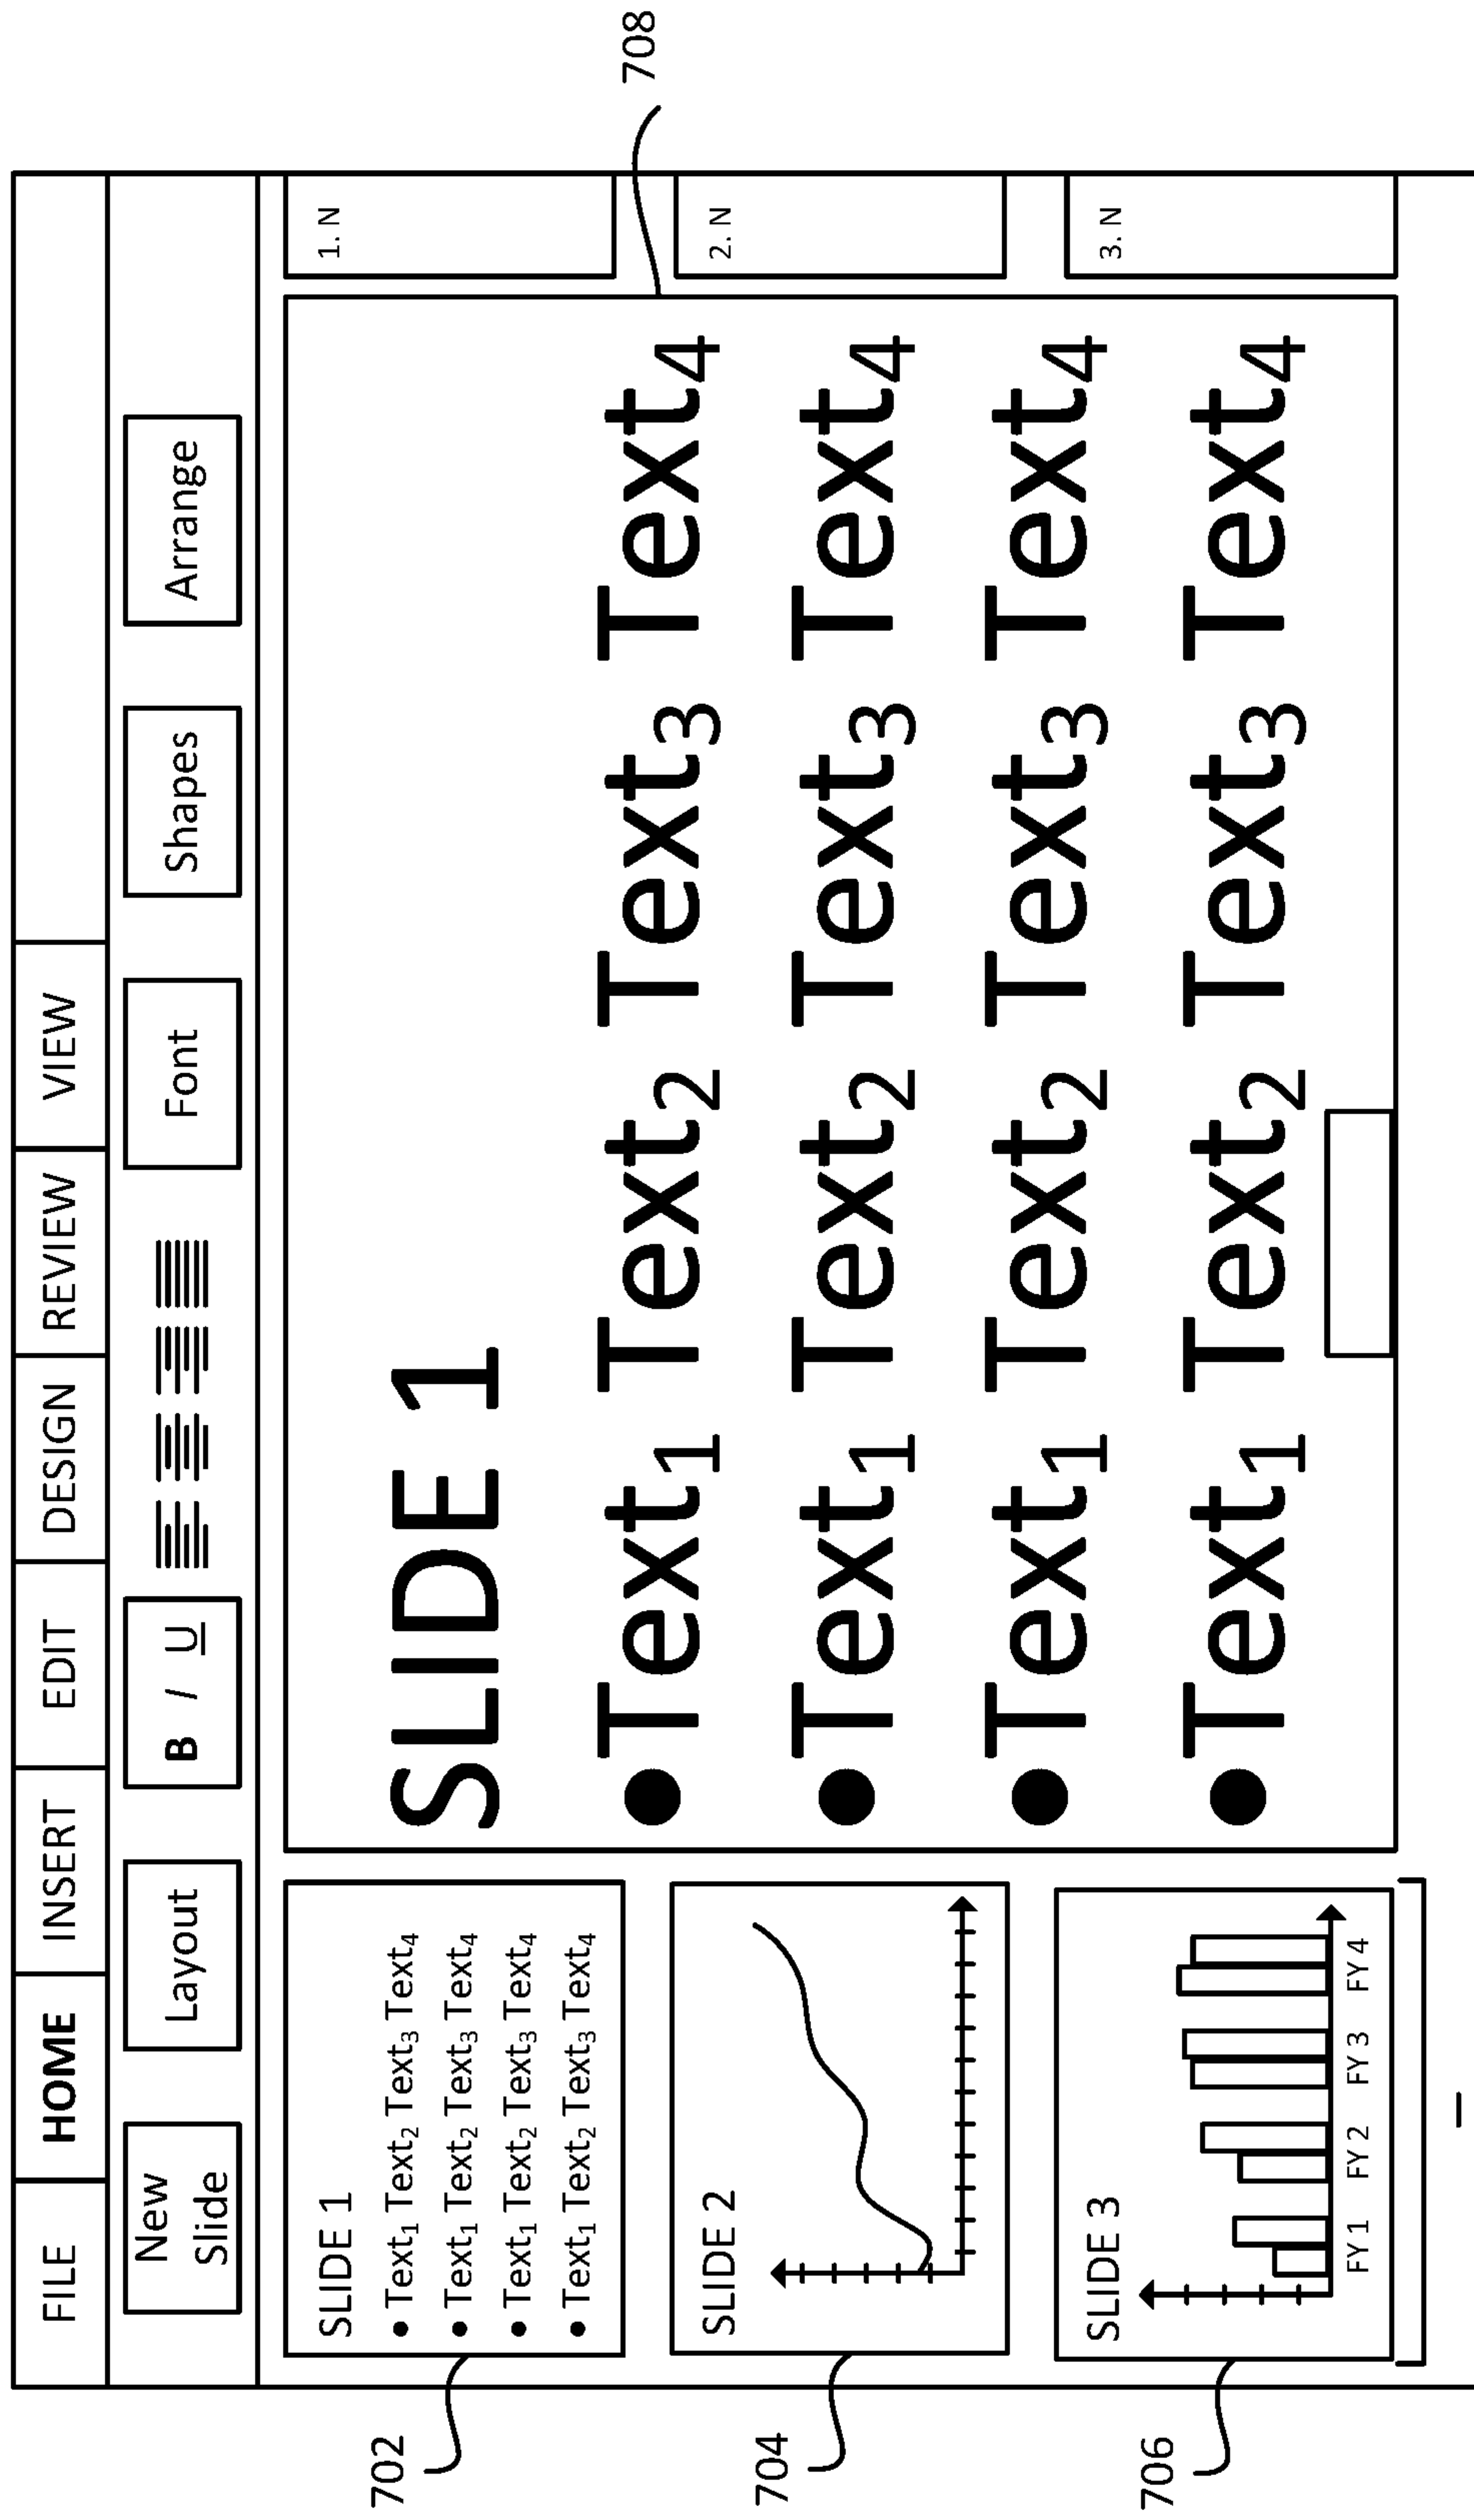 FILE HOME INSERT EDIT DESIGN REVIEW VIEW
New
Slide
Layout
B / U
Font
Shapes
Arrange
SLIDE 1
• Text₁ Text₂ Text₃ Text₄
• Text₁ Text₂ Text₃ Text₄
• Text₁ Text₂ Text₃ Text₄
• Text₁ Text₂ Text₃ Text₄
702
SLIDE 2
704
SLIDE 3
FY 1 FY 2 FY 3 FY 4
706
SLIDE 1
•Text₁ Text₂ Text₃ Text₄
•Text₁ Text₂ Text₃ Text₄
•Text₁ Text₂ Text₃ Text₄
•Text₁ Text₂ Text₃ Text₄
708
1. N
2. N
3. N